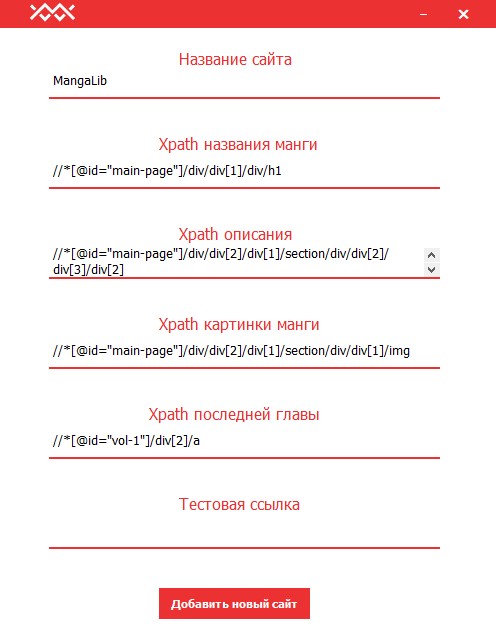 Название сайта
MangaLib
Xpath названия манги
//*[@id="main-page"]/div/div[1]/div/h1
Xpath описания
//*[@id="main-page"]/div/div[2]/div[1]/section/div/div[2]/
div[3]/div[2]
Xpath картинки манги
//*[@id="main-page"]/div/div[2]/div[1]/section/div/div[1]/img
Xpath последней главы
//*[@id="vol-1"]/div[2]/a
Тестовая ссылка
Добавить новый сайт